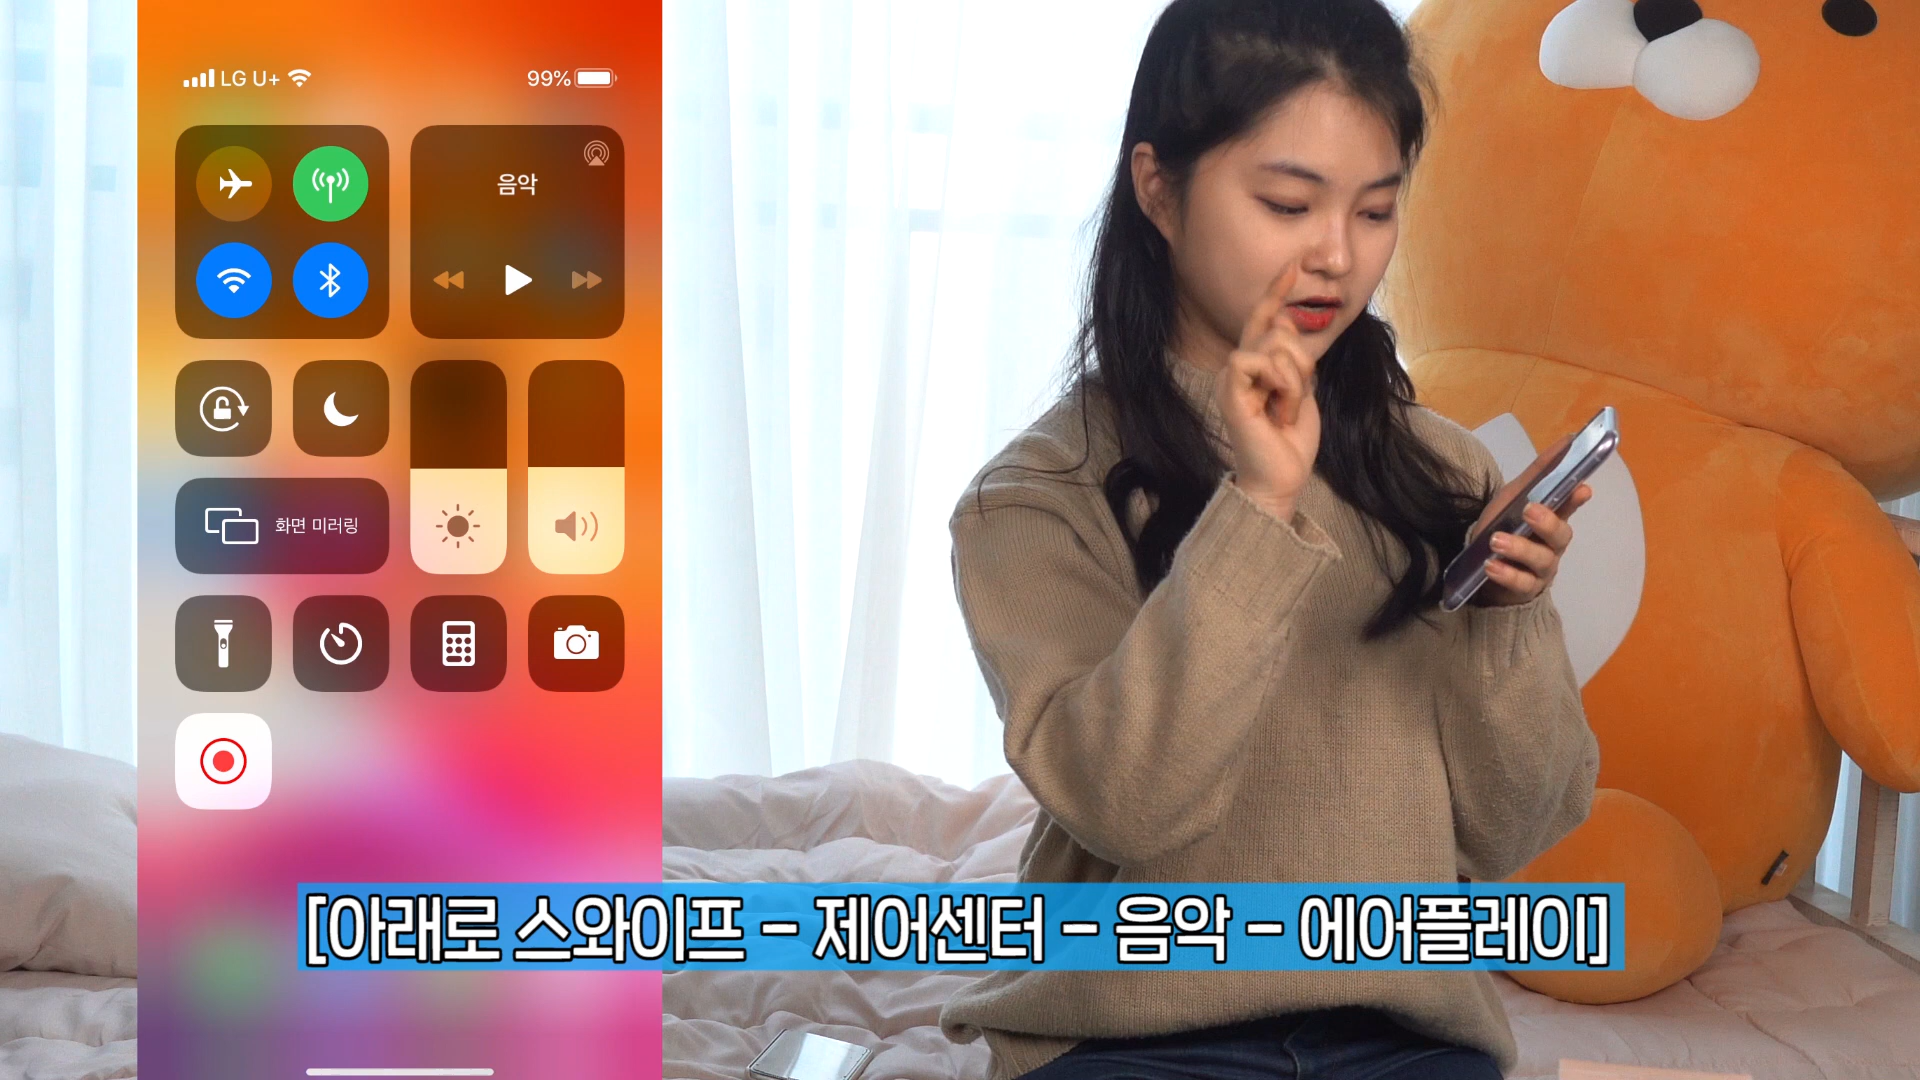 LG U+ 99%
음악
화면 미러링
[아래로 스와이프 - 제어센터 - 음악 - 에어플레이]